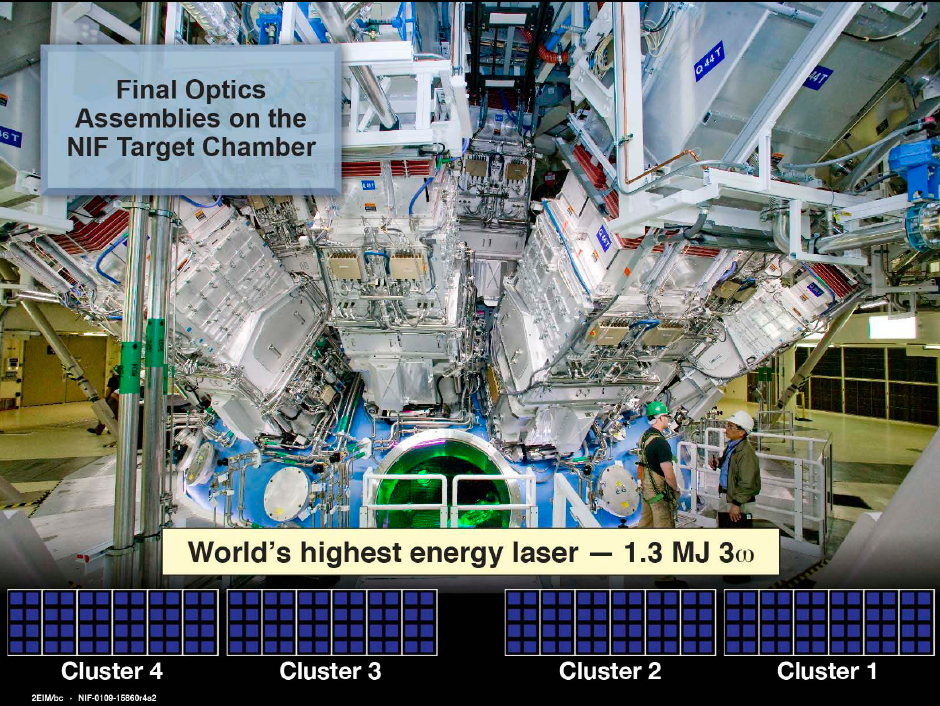 Final Optics
Assemblies on the
NIF Target Chamber
Q 44 T
World's highest energy laser — 1.3 MJ 3ω
Cluster 4
Cluster 3
Cluster 2
Cluster 1
2EIM/bc · NIF-0109-15860r4s2